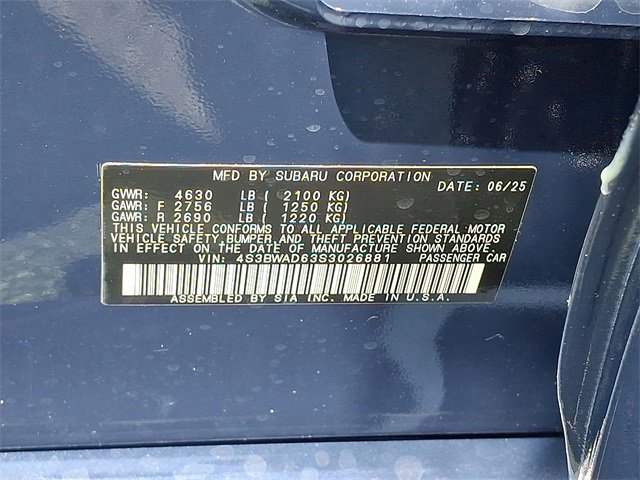 MFD BY SUBARU CORPORATION
DATE: 06/25
GVWR: 4630 LB ( 2100 KG)
GAWR: F 2756 LB ( 1250 KG)
GAWR: R 2690 LB ( 1220 KG)
THIS VEHICLE CONFORMS TO ALL APPLICABLE FEDERAL MOTOR
VEHICLE SAFETY, BUMPER, AND THEFT PREVENTION STANDARDS
IN EFFECT ON THE DATE OF MANUFACTURE SHOWN ABOVE.
VIN: 4S3BWAD63S3026881 PASSENGER CAR
ASSEMBLED BY SIA INC. MADE IN U.S.A.